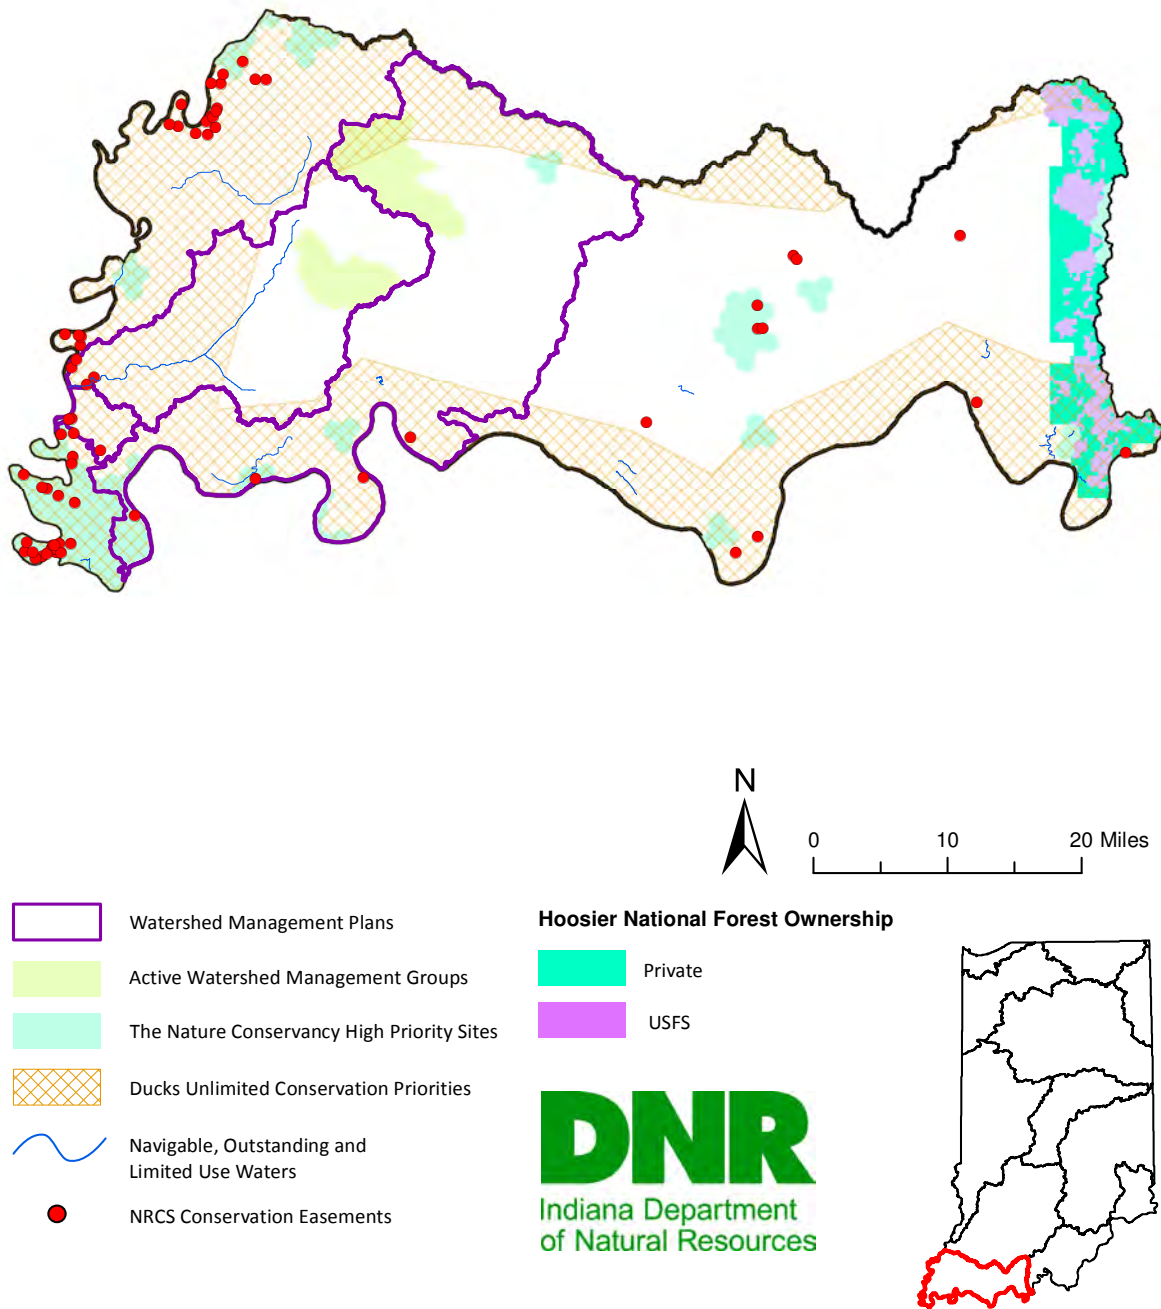 N
0 10 20 Miles
Watershed Management Plans
Active Watershed Management Groups
The Nature Conservancy High Priority Sites
Ducks Unlimited Conservation Priorities
Navigable, Outstanding and
Limited Use Waters
NRCS Conservation Easements
Hoosier National Forest Ownership
Private
USFS
DNR
Indiana Department
of Natural Resources